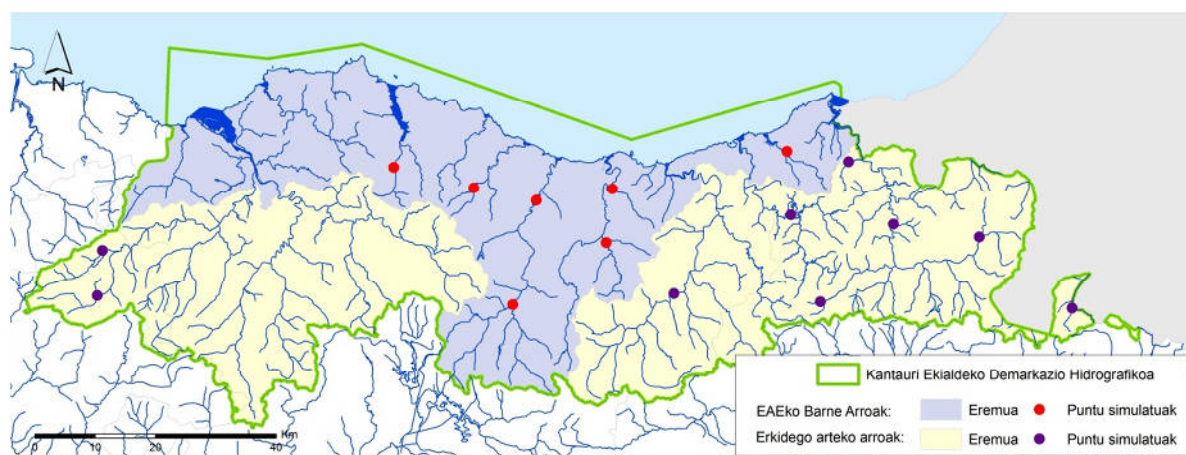 N
Kantauri Ekialdeko Demarkazio Hidrografikoa
EAEko Barne Arroak: Eremua Puntu simulatuak
Erkidego arteko arroak: Eremua Puntu simulatuak
Km
0 10 20 40